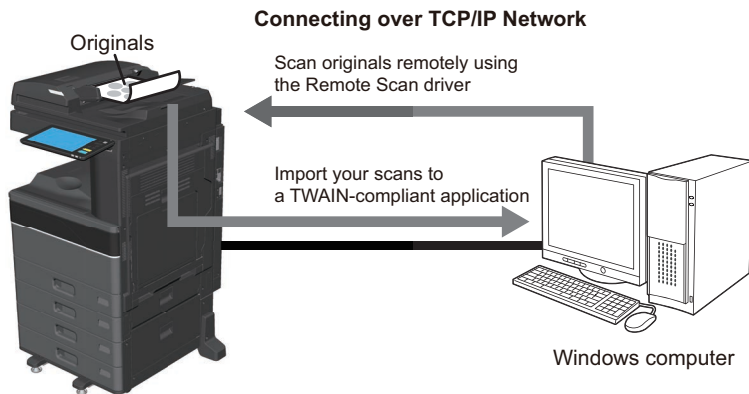 Connecting over TCP/IP Network
Originals
Scan originals remotely using
the Remote Scan driver
Import your scans to
a TWAIN-compliant application
Windows computer